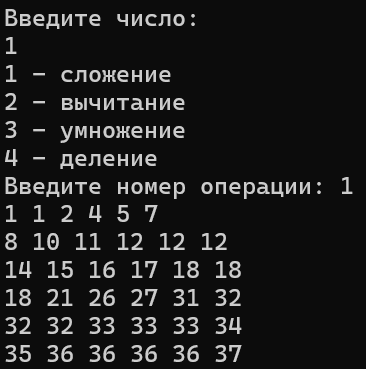 Введите число:
1
1 – сложение
2 – вычитание
3 – умножение
4 – деление
Введите номер операции: 1
1 1 2 4 5 7
8 10 11 12 12 12
14 15 16 17 18 18
18 21 26 27 31 32
32 32 33 33 33 34
35 36 36 36 36 37